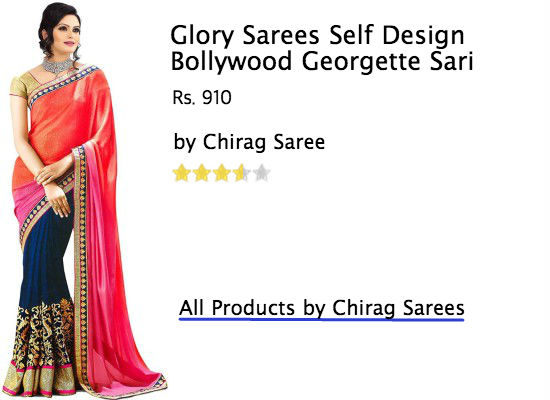 Glory Sarees Self Design
Bollywood Georgette Sari
Rs. 910
by Chirag Saree
All Products by Chirag Sarees